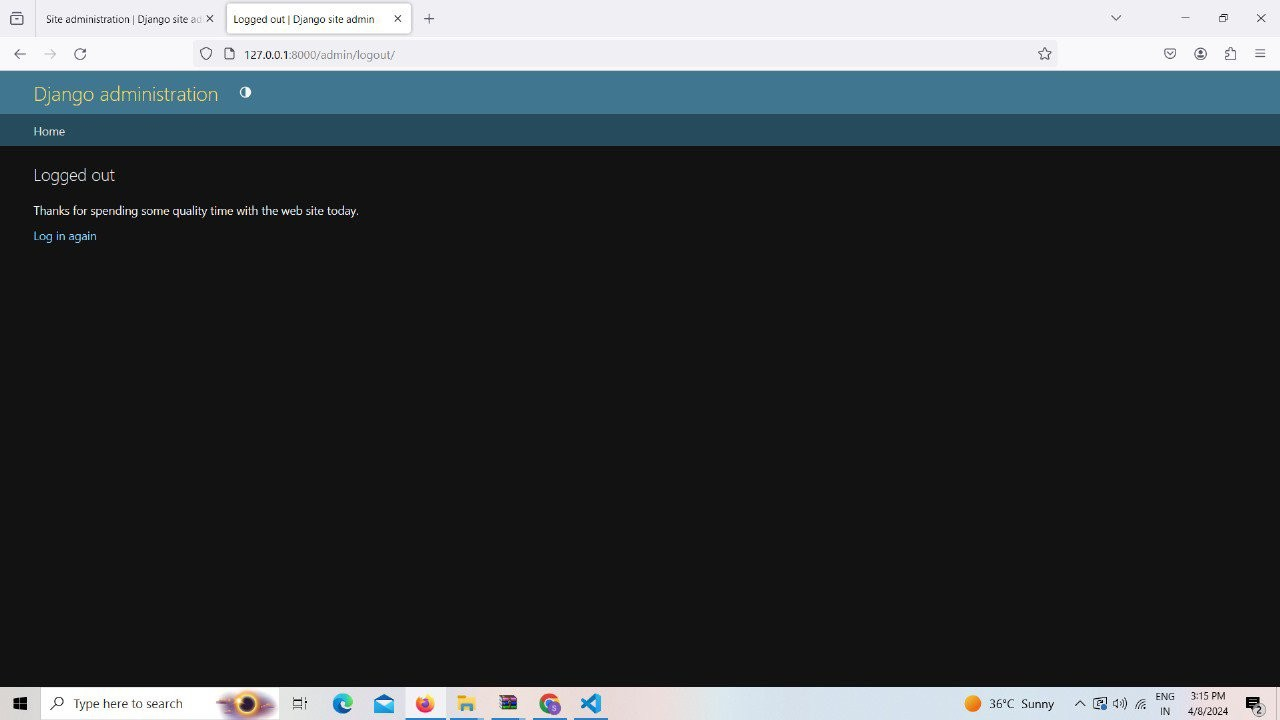 Site administration | Django site ad
Logged out | Django site admin
127.0.0.1:8000/admin/logout/
Django administration
Home
Logged out
Thanks for spending some quality time with the web site today.
Log in again
Type here to search
S
36°C Sunny
ENG
IN
3:15 PM
4/8/2024
2